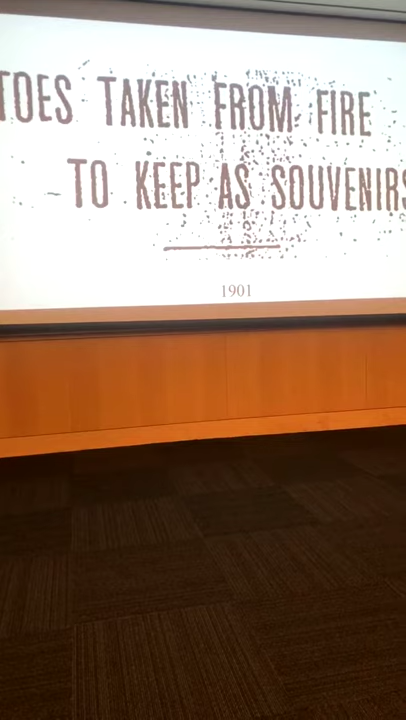 TOES TAKEN FROM FIRE
TO KEEP AS SOUVENIRS
1901